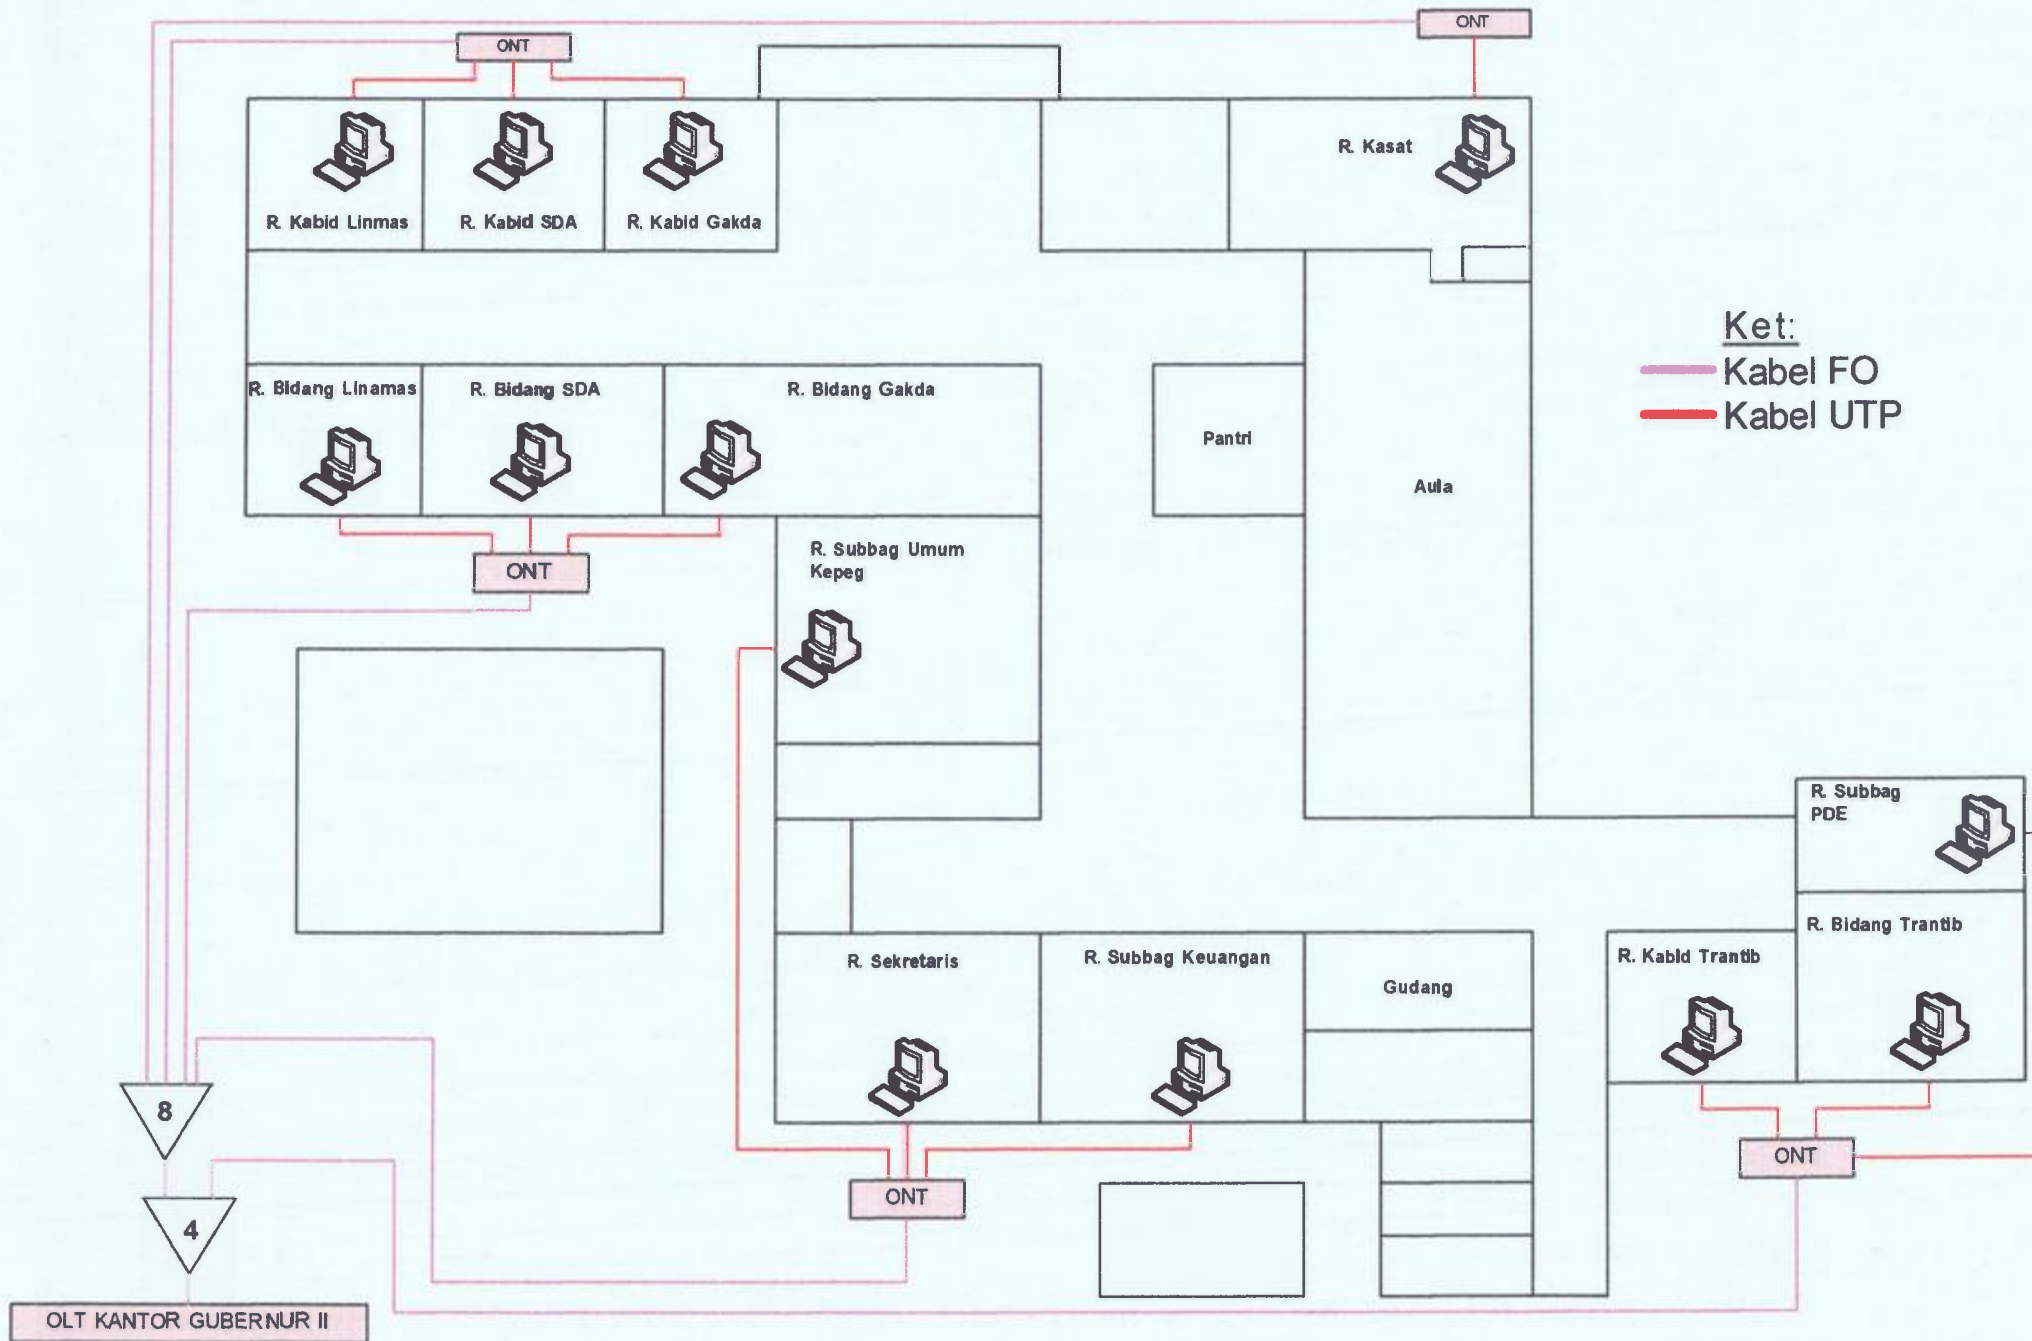 ONT
ONT
R. Kasat
R. Kabid Linmas
R. Kabid SDA
R. Kabid Gakda
Ket:
Kabel FO
Kabel UTP
R. Bidang Linamas
R. Bidang SDA
R. Bidang Gakda
Pantri
Aula
ONT
R. Subbag Umum
Kepeg
R. Subbag
PDE
R. Bidang Trantib
R. Sekretaris
R. Subbag Keuangan
Gudang
R. Kabid Trantib
8
ONT
ONT
4
OLT KANTOR GUBERNUR II